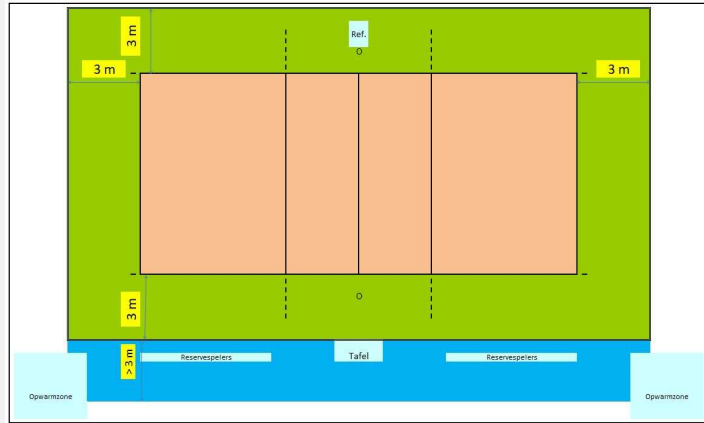 3 m
Ref.
O
3 m
3 m
O
3 m
> 3 m
Reservespelers
Tafel
Reservespelers
Opwarmzone
Opwarmzone